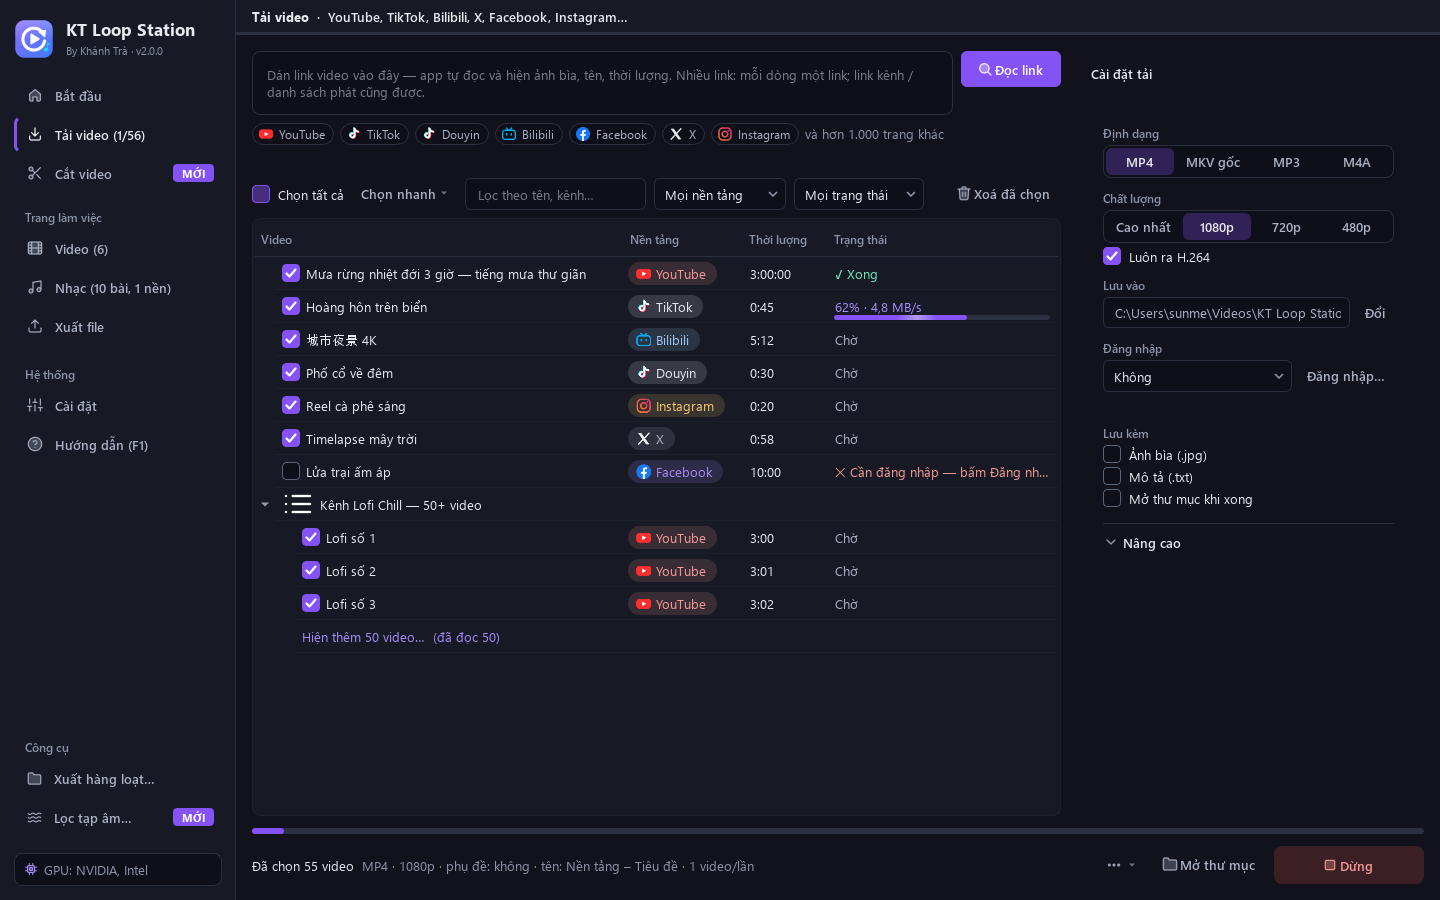 KT Loop Station
By Khánh Trà · v2.0.0
Bắt đầu
Tải video (1/56)
Cắt video MỚI
Trang làm việc
Video (6)
Nhạc (10 bài, 1 nền)
Xuất file
Hệ thống
Cài đặt
Hướng dẫn (F1)
Công cụ
Xuất hàng loạt...
Lọc tạp âm... MỚI
GPU: NVIDIA, Intel
Tải video · YouTube, TikTok, Bilibili, X, Facebook, Instagram...
Dán link video vào đây — app tự đọc và hiện ảnh bìa, tên, thời lượng. Nhiều link: mỗi dòng một link; link kênh /
danh sách phát cũng được.
Đọc link
YouTube TikTok Douyin Bilibili Facebook X Instagram và hơn 1.000 trang khác
Chọn tất cả Chọn nhanh Lọc theo tên, kênh... Mọi nền tảng Mọi trạng thái Xoá đã chọn
Video Nền tảng Thời lượng Trạng thái
Mưa rừng nhiệt đới 3 giờ — tiếng mưa thư giãn YouTube 3:00:00 ✓ Xong
Hoàng hôn trên biển TikTok 0:45 62% · 4,8 MB/s
城市夜景 4K Bilibili 5:12 Chờ
Phố cổ về đêm Douyin 0:30 Chờ
Reel cà phê sáng Instagram 0:20 Chờ
Timelapse mây trời X 0:58 Chờ
Lửa trại ấm áp Facebook 10:00 ✕ Cần đăng nhập — bấm Đăng nh...
Kênh Lofi Chill — 50+ video
Lofi số 1 YouTube 3:00 Chờ
Lofi số 2 YouTube 3:01 Chờ
Lofi số 3 YouTube 3:02 Chờ
Hiện thêm 50 video... (đã đọc 50)
Cài đặt tải
Định dạng
MP4 MKV gốc MP3 M4A
Chất lượng
Cao nhất 1080p 720p 480p
Luôn ra H.264
Lưu vào
C:\Users\sunme\Videos\KT Loop Static Đổi
Đăng nhập
Không Đăng nhập...
Lưu kèm
Ảnh bìa (.jpg)
Mô tả (.txt)
Mở thư mục khi xong
Nâng cao
Đã chọn 55 video MP4 · 1080p · phụ đề: không · tên: Nền tảng – Tiêu đề · 1 video/lần
... Mở thư mục Dừng